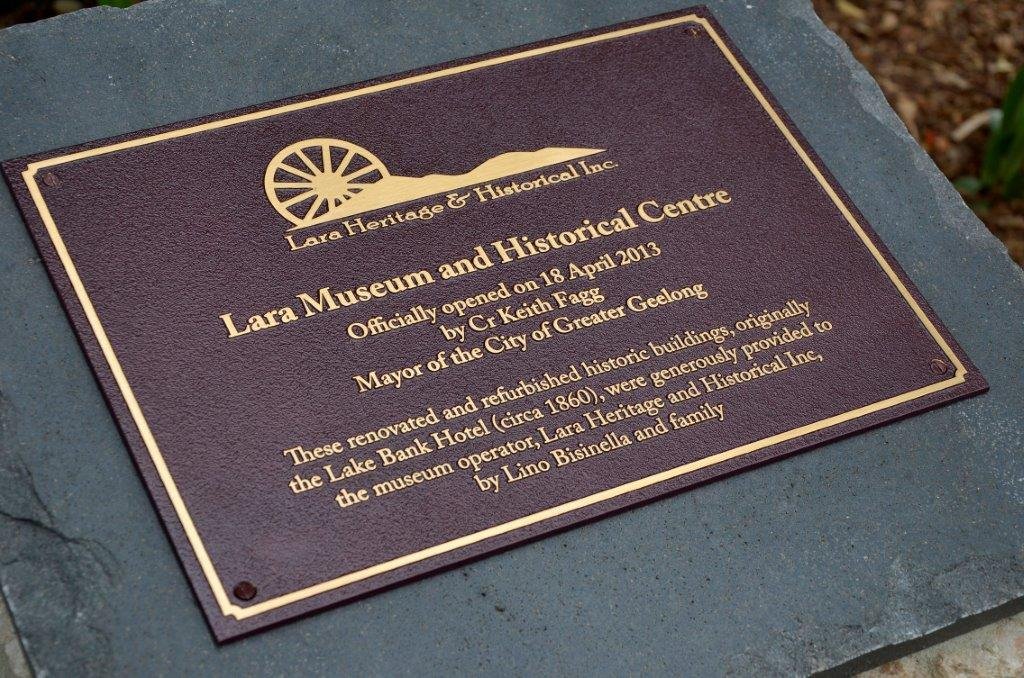 Lara Heritage & Historical Inc.
Lara Museum and Historical Centre
Officially opened on 18 April 2013
by Cr Keith Fagg
Mayor of the City of Greater Geelong
These renovated and refurbished historic buildings, originally
the Lake Bank Hotel (circa 1860), were generously provided to
the museum operator, Lara Heritage and Historical Inc,
by Lino Bisinella and family